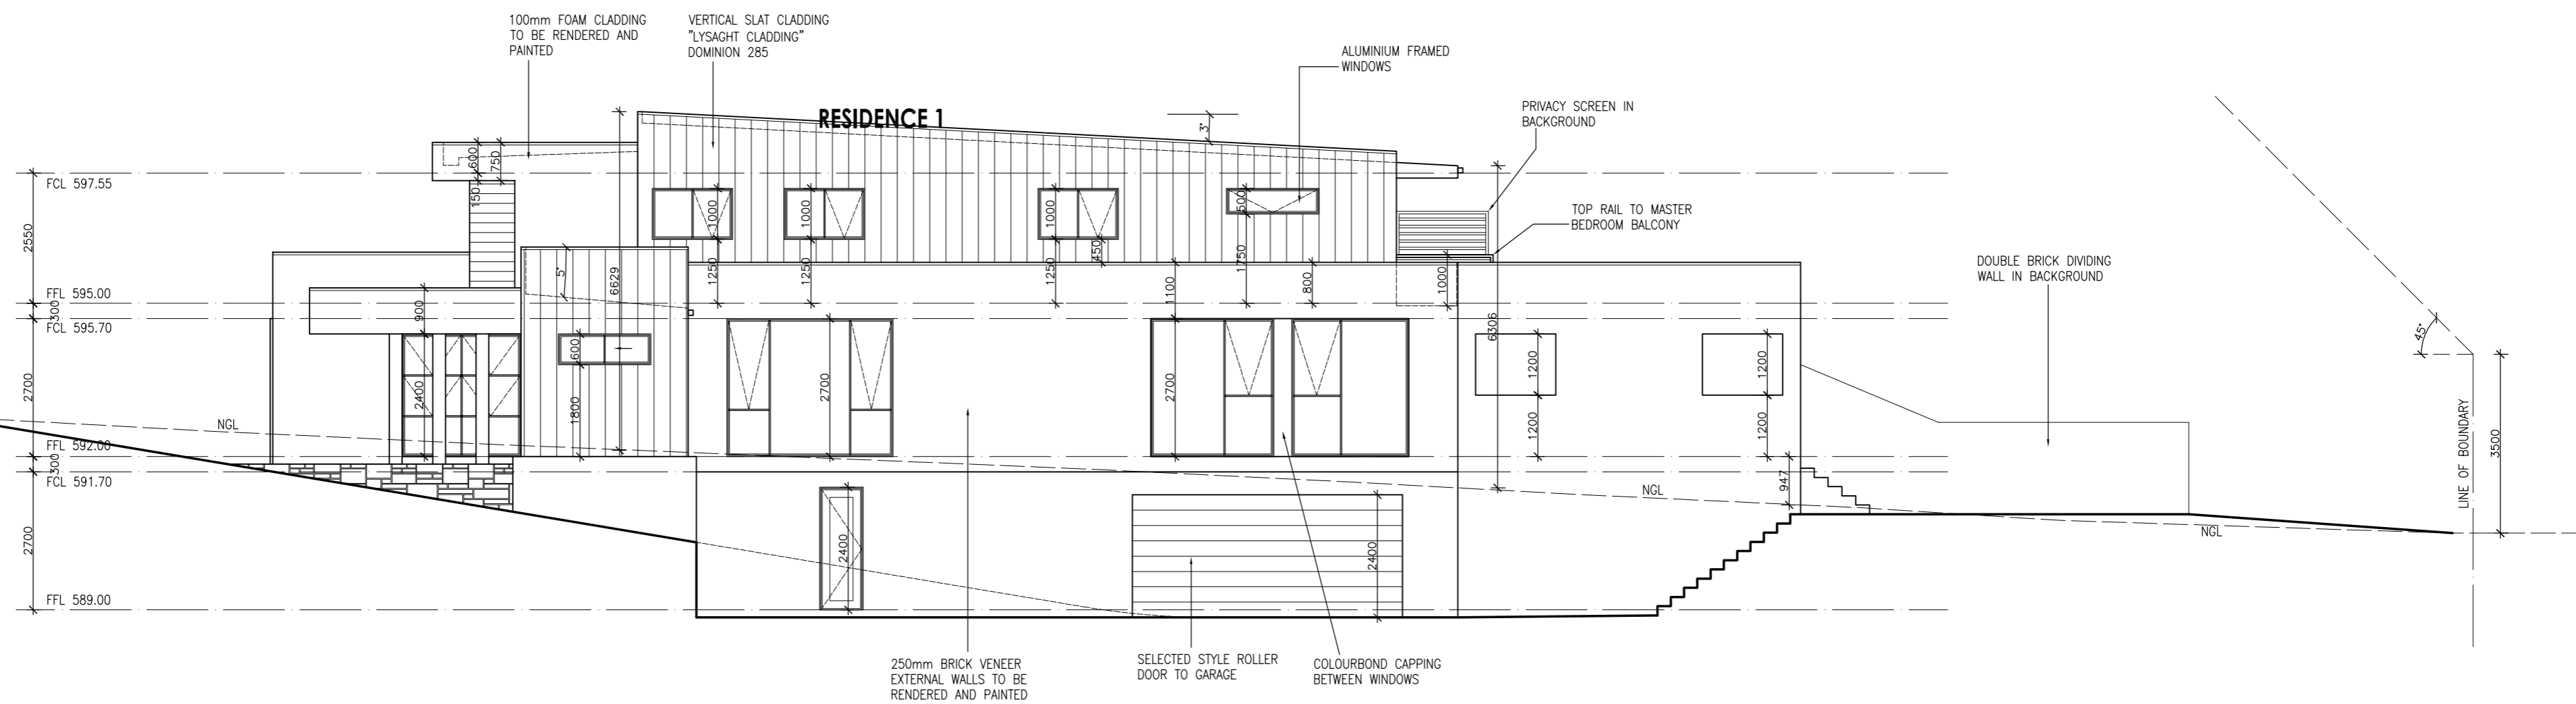 100mm FOAM CLADDING
TO BE RENDERED AND
PAINTED
VERTICAL SLAT CLADDING
"LYSAGHT CLADDING"
DOMINION 285
ALUMINIUM FRAMED
WINDOWS
PRIVACY SCREEN IN
BACKGROUND
RESIDENCE 1
3°
600
750
150
FCL 597.55
2550
1000
1000
1000
500
TOP RAIL TO MASTER
BEDROOM BALCONY
450
1250
1250
1250
1750
800
1000
1100
5°
6629
6306
DOUBLE BRICK DIVIDING
WALL IN BACKGROUND
FFL 595.00
300
FCL 595.70
900
600
2700
2400
1800
2700
2700
1200
1200
1200
1200
45°
3500
LINE OF BOUNDARY
NGL
FFL 592.00
300
FCL 591.70
947
NGL
NGL
2700
2400
2400
FFL 589.00
250mm BRICK VENEER
EXTERNAL WALLS TO BE
RENDERED AND PAINTED
SELECTED STYLE ROLLER
DOOR TO GARAGE
COLOURBOND CAPPING
BETWEEN WINDOWS